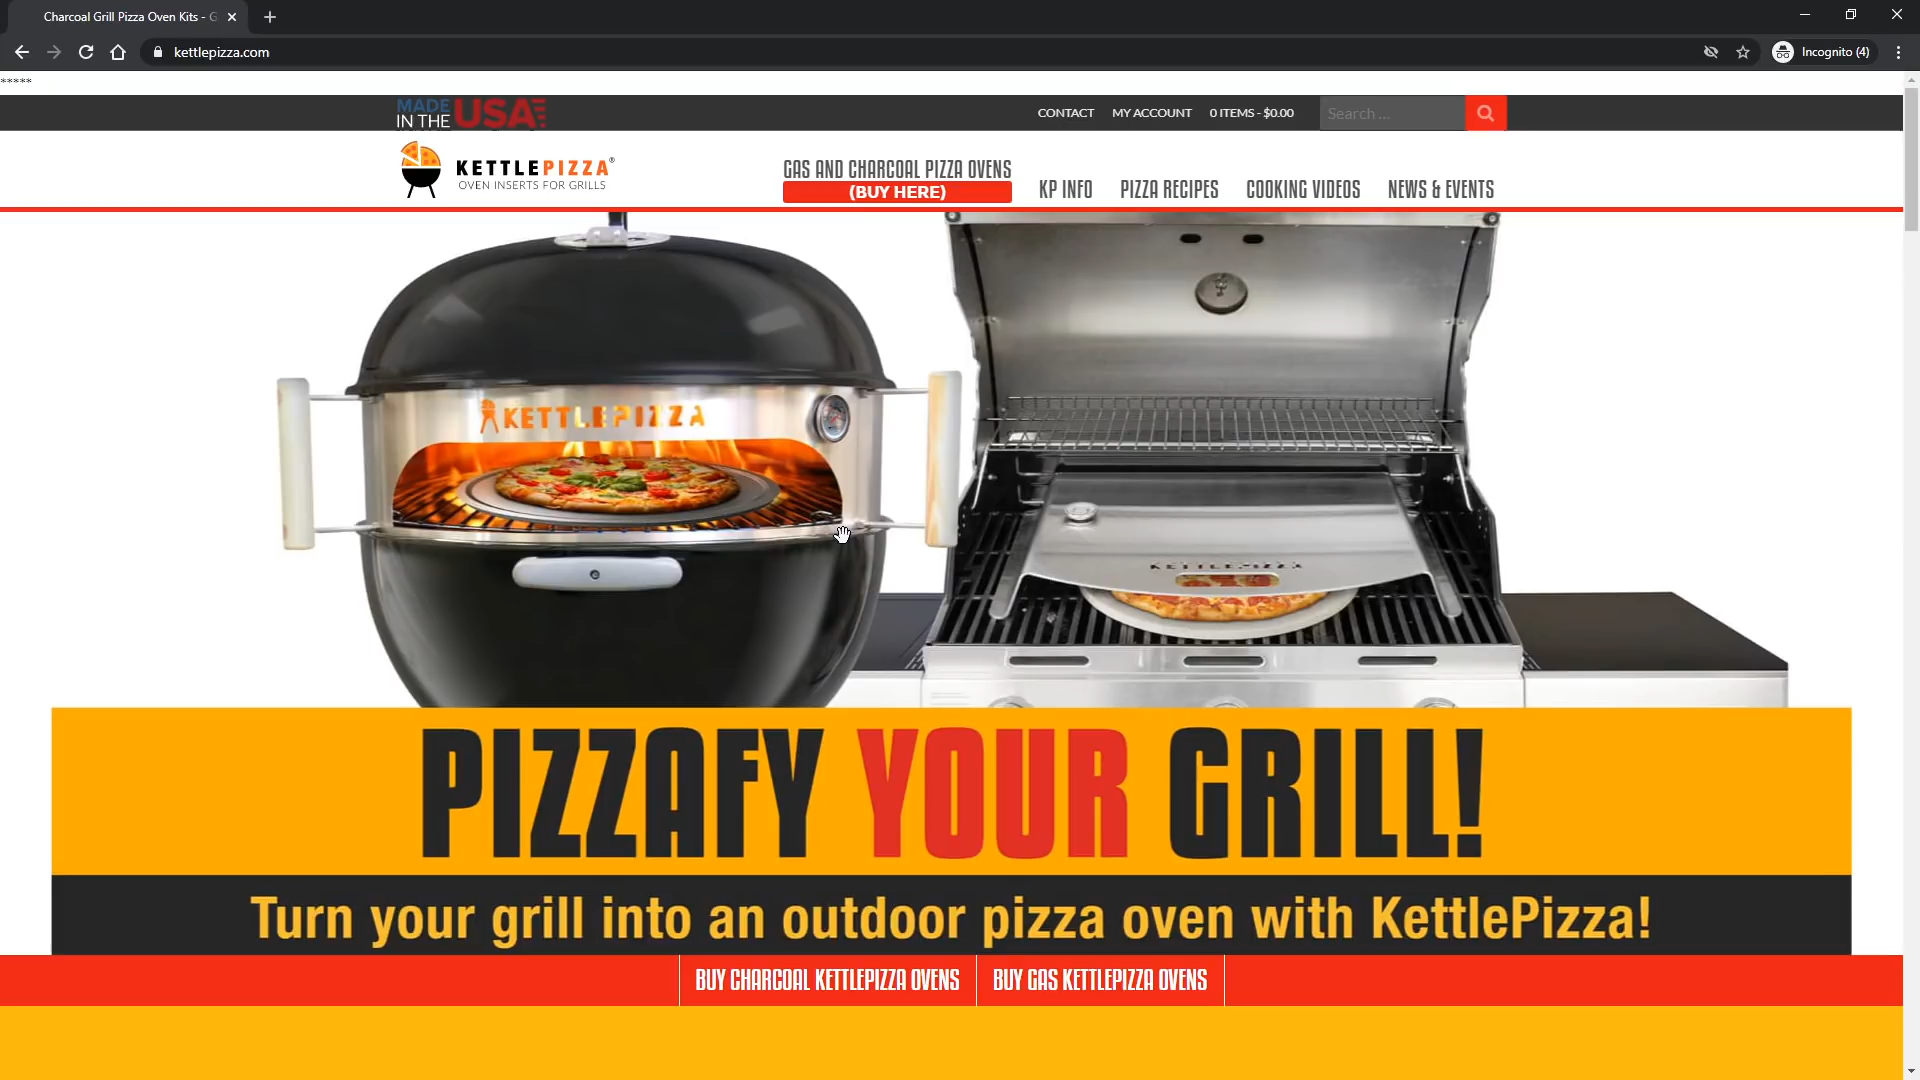 Charcoal Grill Pizza Oven Kits - G
kettlepizza.com
Incognito (4)
*****
MADE
IN THE USA
CONTACT
MY ACCOUNT
0 ITEMS - $0.00
Search ...
KETTLEPIZZA®
OVEN INSERTS FOR GRILLS
GAS AND CHARCOAL PIZZA OVENS
(BUY HERE)
KP INFO
PIZZA RECIPES
COOKING VIDEOS
NEWS & EVENTS
KETTLEPIZZA
KETTLEPIZZA
PIZZAFY YOUR GRILL!
Turn your grill into an outdoor pizza oven with KettlePizza!
BUY CHARCOAL KETTLEPIZZA OVENS
BUY GAS KETTLEPIZZA OVENS